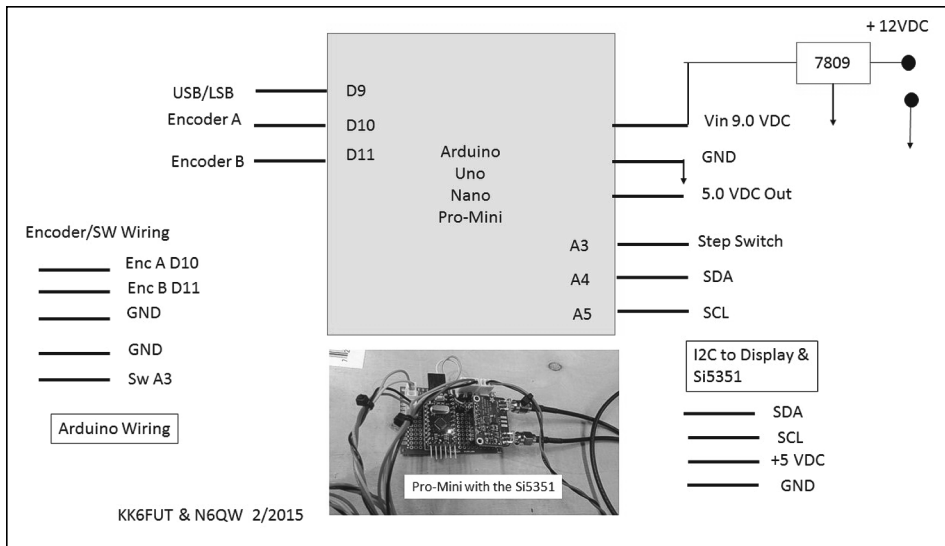 + 12VDC
7809
USB/LSB
D9
Encoder A
D10
Vin 9.0 VDC
Encoder B
D11
GND
Arduino
Uno
Nano
Pro-Mini
5.0 VDC Out
Encoder/SW Wiring
A3
Step Switch
Enc A D10
A4
SDA
Enc B D11
GND
A5
SCL
GND
Sw A3
I2C to Display &
Si5351
Arduino Wiring
SDA
SCL
+5 VDC
GND
Pro-Mini with the Si5351
KK6FUT & N6QW 2/2015